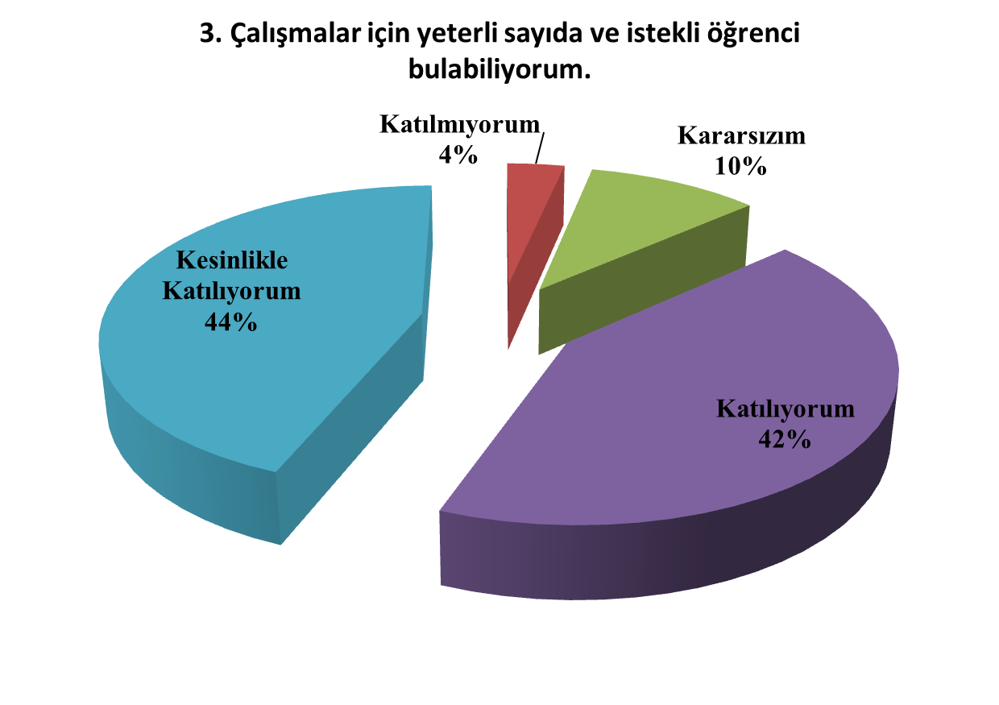 3. Çalışmalar için yeterli sayıda ve istekli öğrenci
bulabiliyorum.
Katılmıyorum
4%
Kararsızım
10%
Kesinlikle
Katılıyorum
44%
Katılıyorum
42%